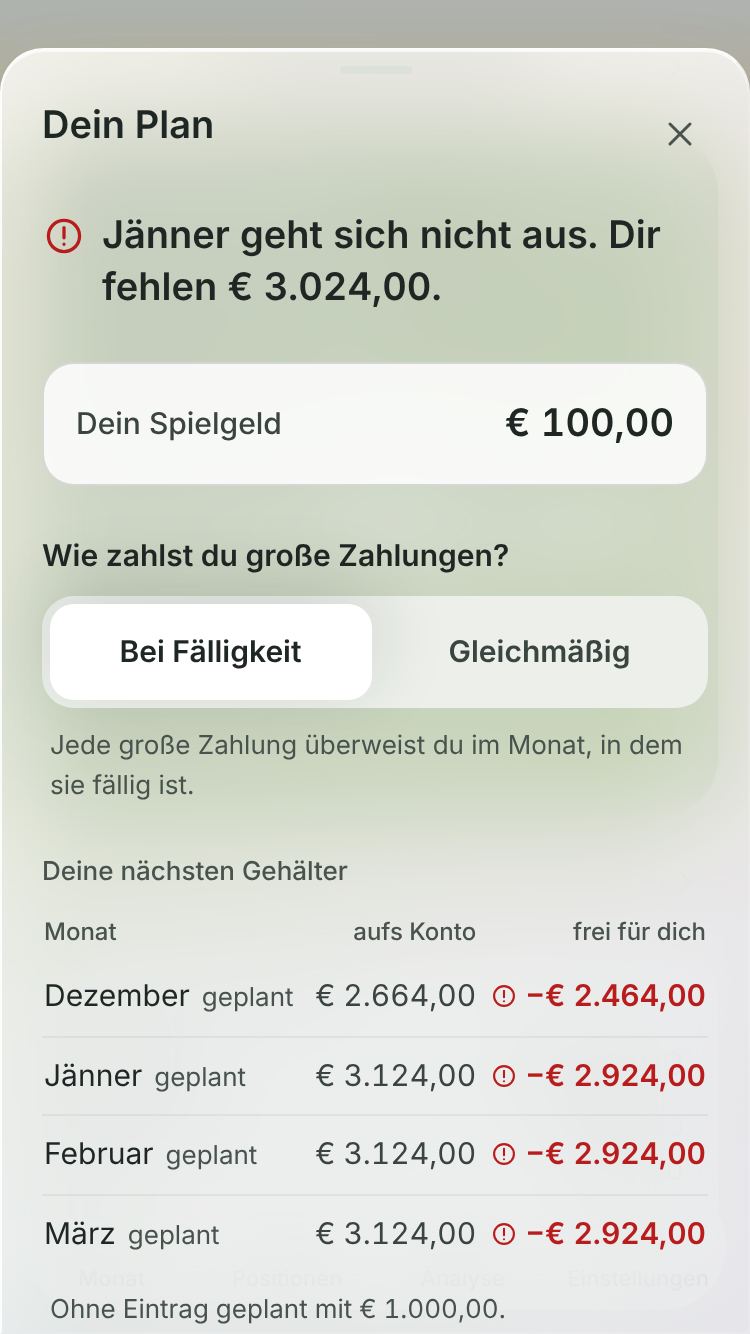 Dein Plan
Jänner geht sich nicht aus. Dir
fehlen € 3.024,00.
Dein Spielgeld € 100,00
Wie zahlst du große Zahlungen?
Bei Fälligkeit Gleichmäßig
Jede große Zahlung überweist du im Monat, in dem
sie fällig ist.
Deine nächsten Gehälter
Monat aufs Konto frei für dich
Dezember geplant € 2.664,00 −€ 2.464,00
Jänner geplant € 3.124,00 −€ 2.924,00
Februar geplant € 3.124,00 −€ 2.924,00
März geplant € 3.124,00 −€ 2.924,00
Monat Positionen Analyse Einstellungen
Ohne Eintrag geplant mit € 1.000,00.